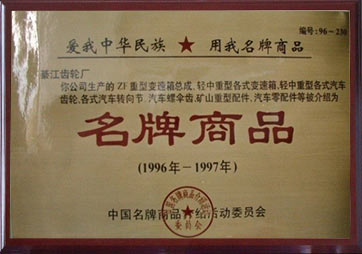 编号:96-230
爱我中华民族 ★ 用我名牌商品
綦江齿轮厂
你公司生产的 ZF 重型变速箱总成、轻中重型各式变速箱、轻中重型各式汽车
齿轮、各式汽车转向节、汽车螺伞齿、矿山重型配件、汽车零配件等被介绍为
名牌商品
(1996年-1997年)
中国名牌商品介绍活动委员会
委员会